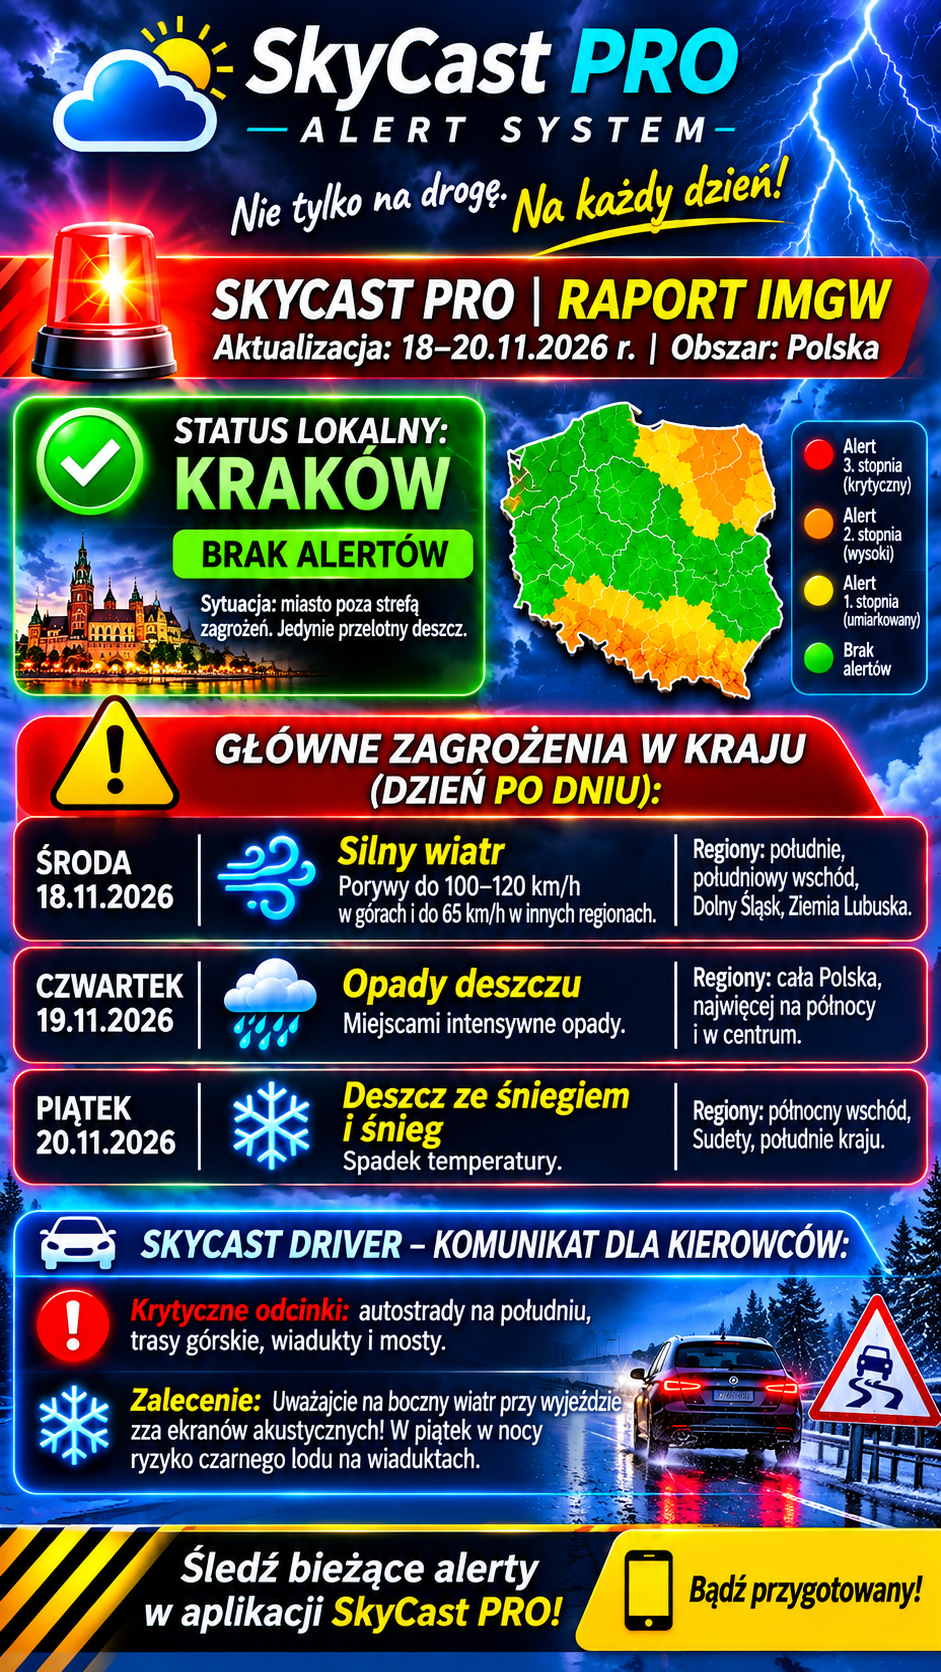 SkyCast PRO
ALERT SYSTEM
Nie tylko na drogę. Na każdy dzień!
SKYCAST PRO | RAPORT IMGW
Aktualizacja: 18–20.11.2026 r. | Obszar: Polska
STATUS LOKALNY:
KRAKÓW
BRAK ALERTÓW
Sytuacja: miasto poza strefą
zagrożeń. Jedynie przelotny deszcz.
Alert
3. stopnia
(krytyczny)
Alert
2. stopnia
(wysoki)
Alert
1. stopnia
(umiarkowany)
Brak
alertów
GŁÓWNE ZAGROŻENIA W KRAJU
(DZIEŃ PO DNIU):
ŚRODA
18.11.2026
Silny wiatr
Porywy do 100–120 km/h
w górach i do 65 km/h w innych regionach.
Regiony: południe,
południowy wschód,
Dolny Śląsk, Ziemia Lubuska.
CZWARTEK
19.11.2026
Opady deszczu
Miejscami intensywne opady.
Regiony: cała Polska,
najwięcej na północy
i w centrum.
PIĄTEK
20.11.2026
Deszcz ze śniegiem
i śnieg
Spadek temperatury.
Regiony: północny wschód,
Sudety, południe kraju.
SKYCAST DRIVER – KOMUNIKAT DLA KIEROWCÓW:
Krytyczne odcinki: autostrady na południu,
trasy górskie, wiadukty i mosty.
Zalecenie: Uważajcie na boczny wiatr przy wyjeździe
zza ekranów akustycznych! W piątek w nocy
ryzyko czarnego lodu na wiaduktach.
Śledź bieżące alerty
w aplikacji SkyCast PRO!
Bądź przygotowany!